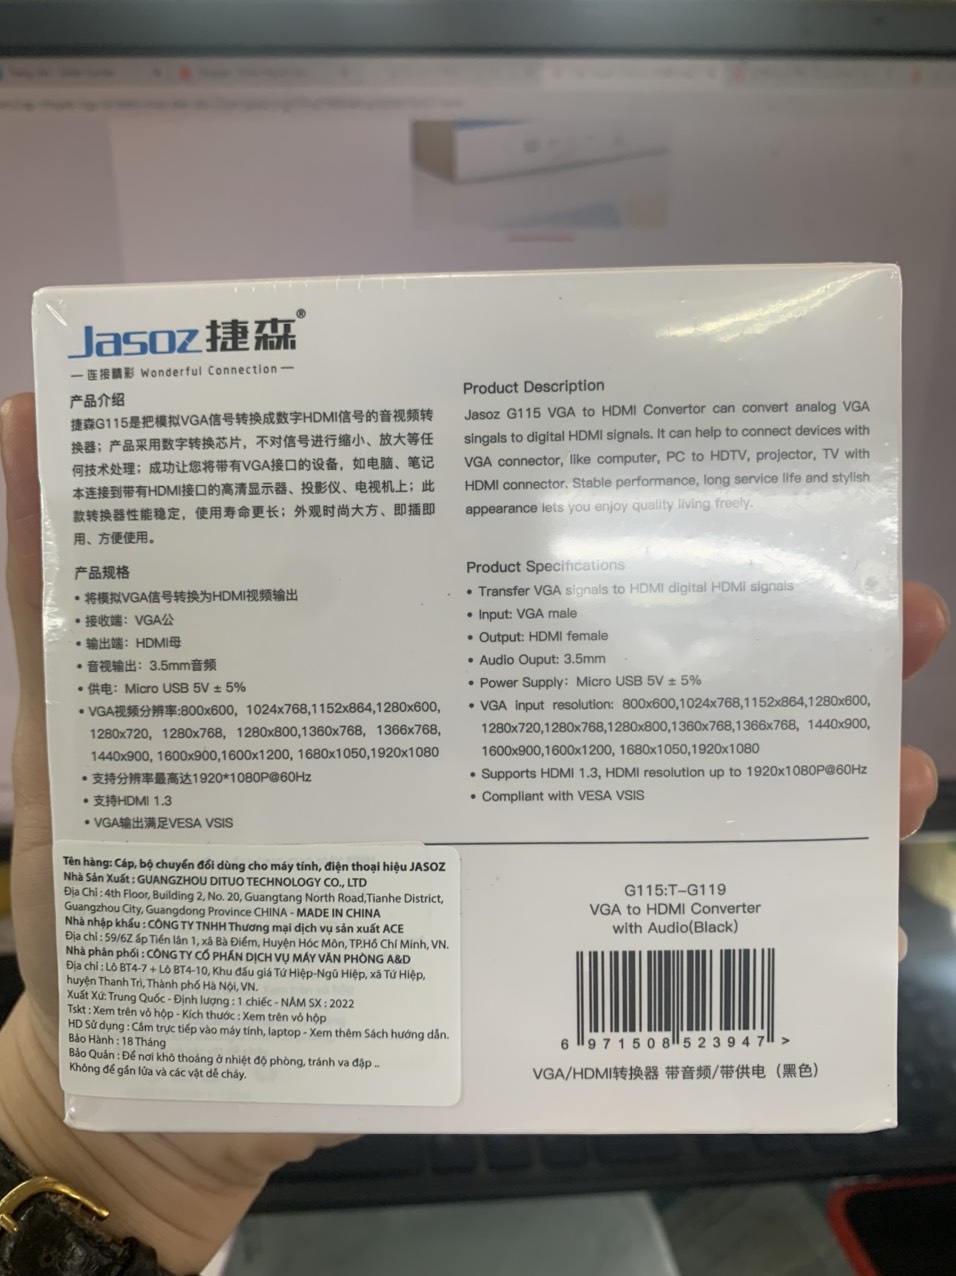 Jasoz捷森®
连接精彩 Wonderful Connection
产品介绍
捷森G115是把模拟VGA信号转换成数字HDMI信号的音视频转
换器；产品采用数字转换芯片，不对信号进行缩小、放大等任
何技术处理；成功让您将带有VGA接口的设备，如电脑、笔记
本连接到带有HDMI接口的高清显示器、投影仪、电视机上；此
款转换器性能稳定，使用寿命更长；外观时尚大方、即插即
用、方便使用。
产品规格
• 将模拟VGA信号转换为HDMI视频输出
• 接收端：VGA公
• 输出端：HDMI母
• 音视输出：3.5mm音频
• 供电：Micro USB 5V ± 5%
• VGA视频分辨率:800x600, 1024x768,1152x864,1280x600,
1280x720, 1280x768, 1280x800,1360x768, 1366x768,
1440x900, 1600x900,1600x1200, 1680x1050,1920x1080
• 支持分辨率最高达1920*1080P@60Hz
• 支持HDMI 1.3
• VGA输出满足VESA VSIS
Product Description
Jasoz G115 VGA to HDMI Convertor can convert analog VGA
singals to digital HDMI signals. It can help to connect devices with
VGA connector, like computer, PC to HDTV, projector, TV with
HDMI connector. Stable performance, long service life and stylish
appearance lets you enjoy quality living freely.
Product Specifications
• Transfer VGA signals to HDMI digital HDMI signals
• Input: VGA male
• Output: HDMI female
• Audio Ouput: 3.5mm
• Power Supply: Micro USB 5V ± 5%
• VGA input resolution: 800x600,1024x768,1152x864,1280x600,
1280x720,1280x768,1280x800,1360x768,1366x768, 1440x900,
1600x900,1600x1200, 1680x1050,1920x1080
• Supports HDMI 1.3, HDMI resolution up to 1920x1080P@60Hz
• Compliant with VESA VSIS
Tên hàng: Cáp, bộ chuyển đổi dùng cho máy tính, điện thoại hiệu JASOZ
Nhà Sản Xuất : GUANGZHOU DITUO TECHNOLOGY CO., LTD
Địa Chỉ : 4th Floor, Building 2, No. 20, Guangtang North Road,Tianhe District,
Guangzhou City, Guangdong Province CHINA - MADE IN CHINA
Nhà nhập khẩu : CÔNG TY TNHH Thương mại dịch vụ sản xuất ACE
Địa chỉ : 59/6Z ấp Tiền lân 1, xã Bà Điểm, Huyện Hóc Môn, TP.Hồ Chí Minh, VN.
Nhà phân phối : CÔNG TY CỔ PHẦN DỊCH VỤ MÁY VĂN PHÒNG A&D
Địa chỉ : Lô BT4-7 + Lô BT4-10, Khu đấu giá Tứ Hiệp-Ngũ Hiệp, xã Tứ Hiệp,
huyện Thanh Trì, Thành phố Hà Nội, VN.
Xuất Xứ: Trung Quốc - Định lượng : 1 chiếc - NĂM SX : 2022
Tskt : Xem trên vỏ hộp - Kích thước : Xem trên vỏ hộp
HD Sử dụng : Cắm trực tiếp vào máy tính, laptop - Xem thêm Sách hướng dẫn.
Bảo Hành : 18 Tháng
Bảo Quản : Để nơi khô thoáng ở nhiệt độ phòng, tránh va đập ..
Không để gần lửa và các vật dễ cháy.
G115:T-G119
VGA to HDMI Converter
with Audio(Black)
6 971508 523947 >
VGA/HDMI转换器 带音频/带供电（黑色）